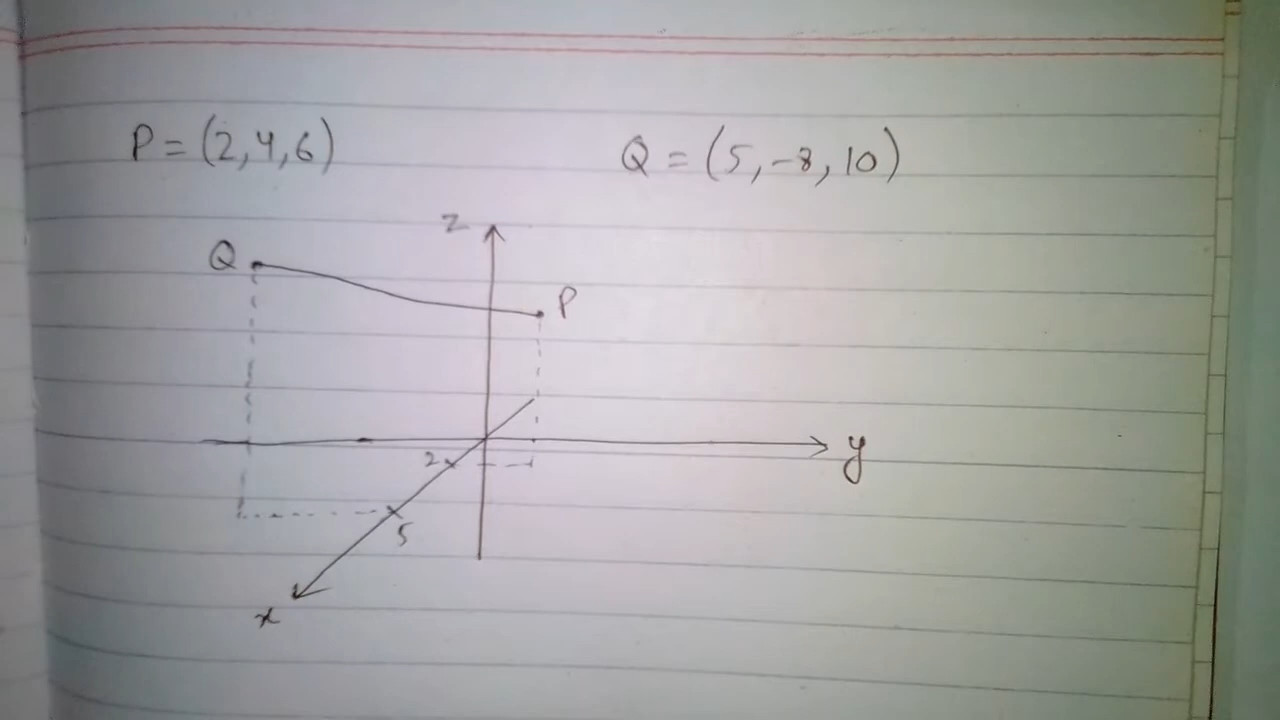 P = (2,4,6) Q = (5,-8,10)
z
Q
P
y
2
5
x